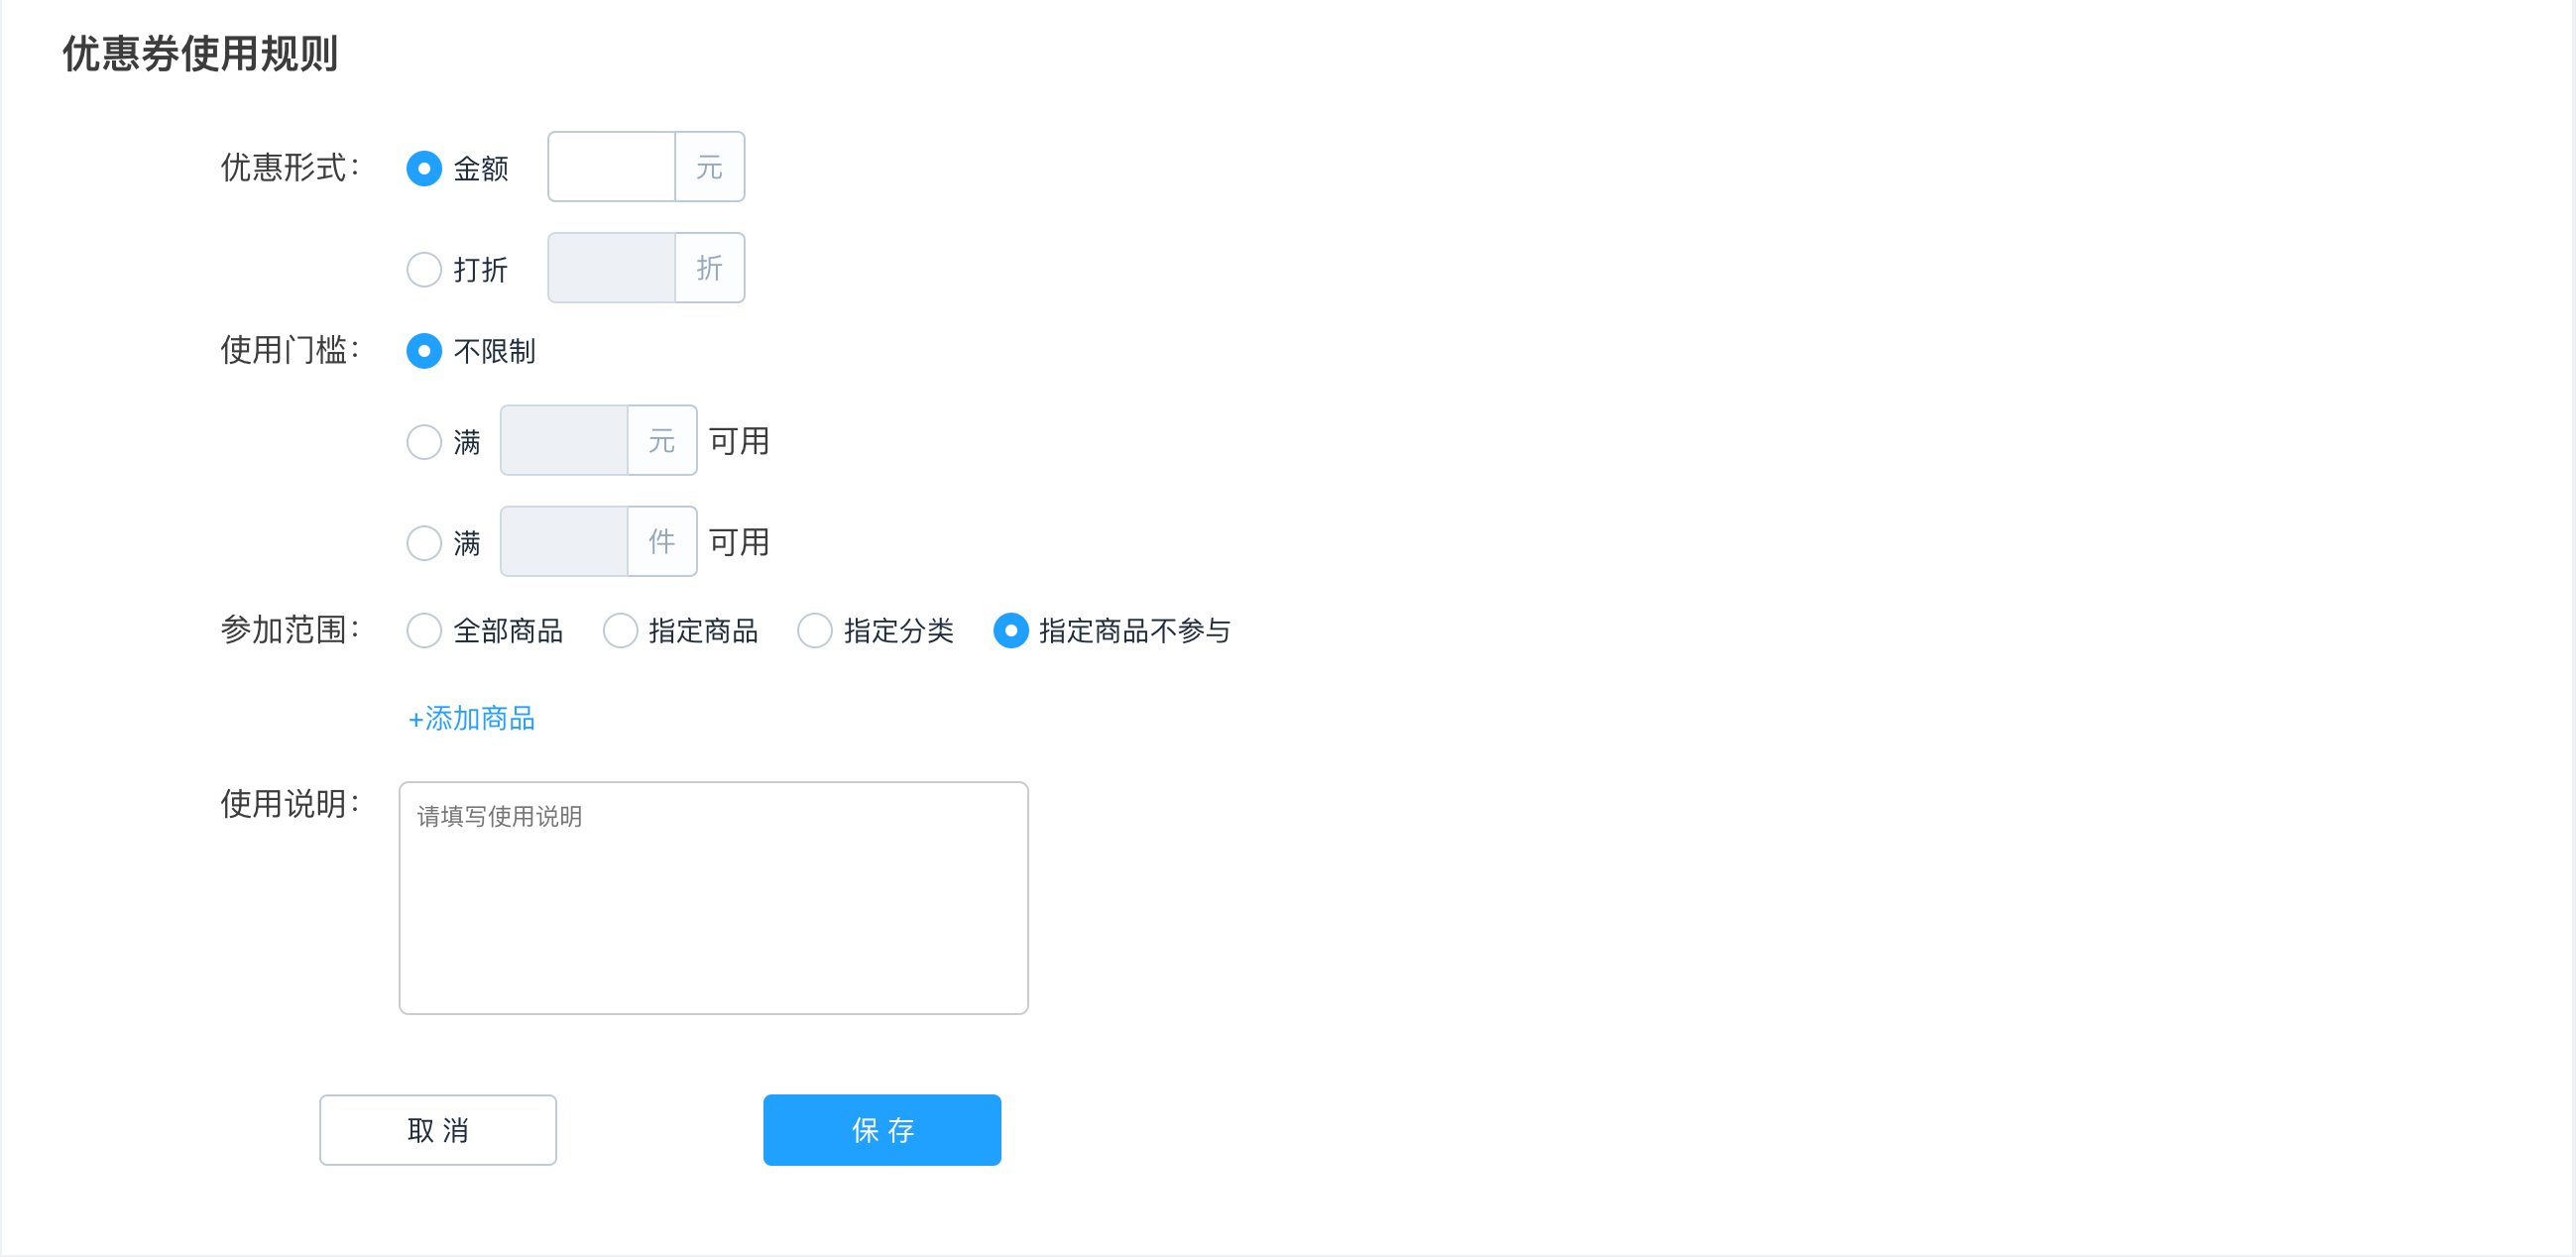 优惠券使用规则
优惠形式： 金额 元
打折 折
使用门槛： 不限制
满 元 可用
满 件 可用
参加范围： 全部商品 指定商品 指定分类 指定商品不参与
+添加商品
使用说明： 请填写使用说明
取 消 保 存